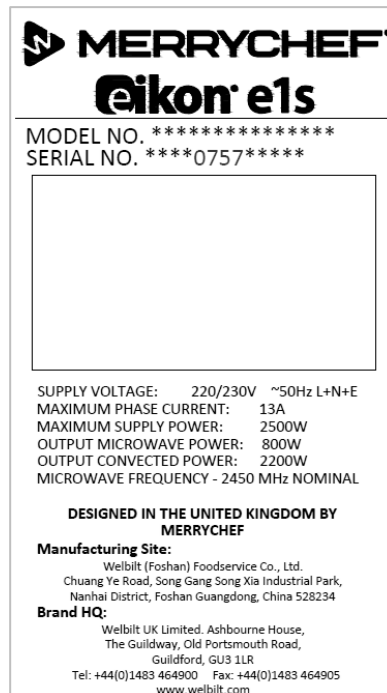 MERRYCHEF
eikon e1s
MODEL NO. ***************
SERIAL NO. ****0757*****
SUPPLY VOLTAGE: 220/230V ~50Hz L+N+E
MAXIMUM PHASE CURRENT: 13A
MAXIMUM SUPPLY POWER: 2500W
OUTPUT MICROWAVE POWER: 800W
OUTPUT CONVECTED POWER: 2200W
MICROWAVE FREQUENCY - 2450 MHz NOMINAL
DESIGNED IN THE UNITED KINGDOM BY
MERRYCHEF
Manufacturing Site:
Welbilt (Foshan) Foodservice Co., Ltd.
Chuang Ye Road, Song Gang Song Xia Industrial Park,
Nanhai District, Foshan Guangdong, China 528234
Brand HQ:
Welbilt UK Limited. Ashbourne House,
The Guildway, Old Portsmouth Road,
Guildford, GU3 1LR
Tel: +44(0)1483 464900 Fax: +44(0)1483 464905
www.welbilt.com